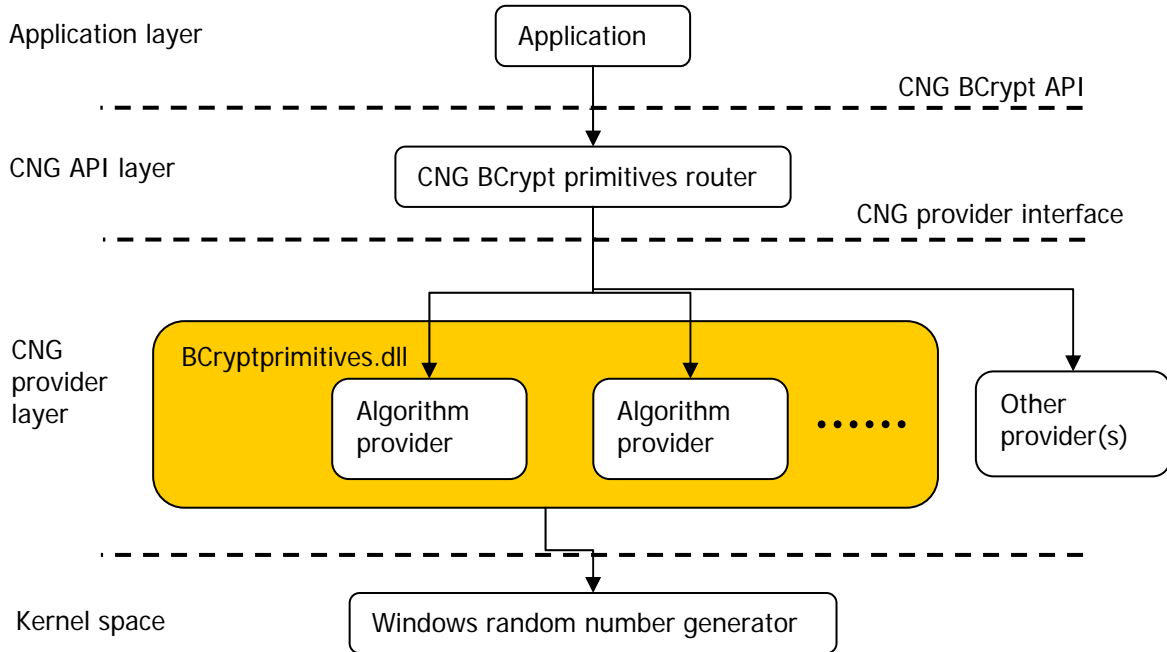 Application layer
Application
CNG BCrypt API
CNG API layer
CNG BCrypt primitives router
CNG provider interface
CNG
provider
layer
BCryptprimitives.dll
Algorithm
provider
Algorithm
provider
......
Other
provider(s)
Kernel space
Windows random number generator